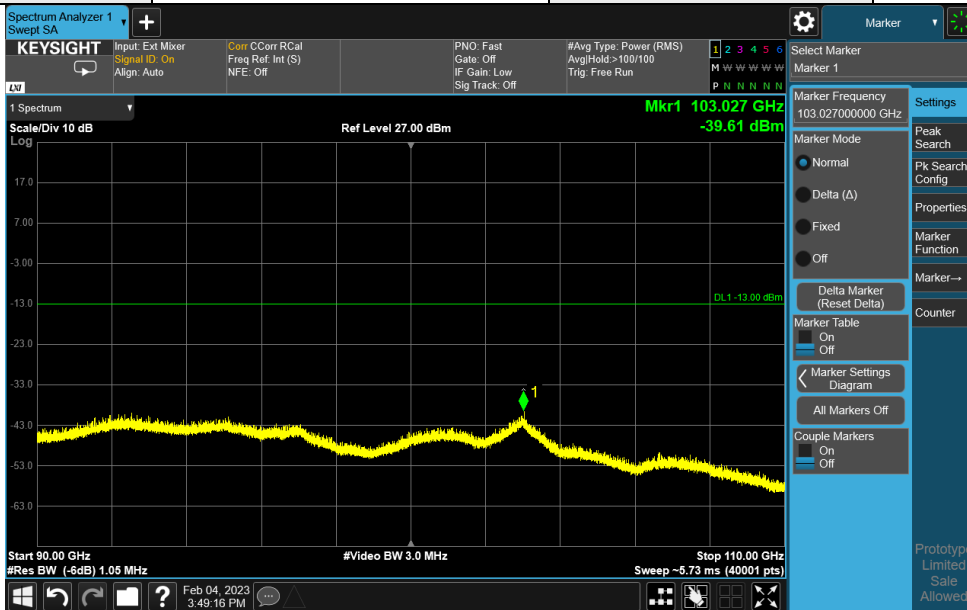 Spectrum Analyzer 1
Swept SA
Marker
KEYSIGHT
LXI
Input: Ext Mixer
Signal ID: On
Align: Auto
Corr CCorr RCal
Freq Ref: Int (S)
NFE: Off
PNO: Fast
Gate: Off
IF Gain: Low
Sig Track: Off
#Avg Type: Power (RMS)
Avg|Hold:>100/100
Trig: Free Run
1 2 3 4 5 6
M W W W W W
P N N N N N
Select Marker
Marker 1
1 Spectrum
Scale/Div 10 dB
Log
Ref Level 27.00 dBm
Mkr1 103.027 GHz
-39.61 dBm
17.0
7.00
-3.00
-13.0
-23.0
-33.0
-43.0
-53.0
-63.0
DL1 -13.00 dBm
1
Start 90.00 GHz
#Res BW (-6dB) 1.05 MHz
#Video BW 3.0 MHz
Stop 110.00 GHz
Sweep ~5.73 ms (40001 pts)
Marker Frequency
103.027000000 GHz
Marker Mode
Normal
Delta (Δ)
Fixed
Off
Delta Marker
(Reset Delta)
Marker Table
On
Off
Marker Settings
Diagram
All Markers Off
Couple Markers
On
Off
Settings
Peak
Search
Pk Search
Config
Properties
Marker
Function
Marker→
Counter
Prototype
Limited
Sale
Allowed
?
Feb 04, 2023
3:49:16 PM